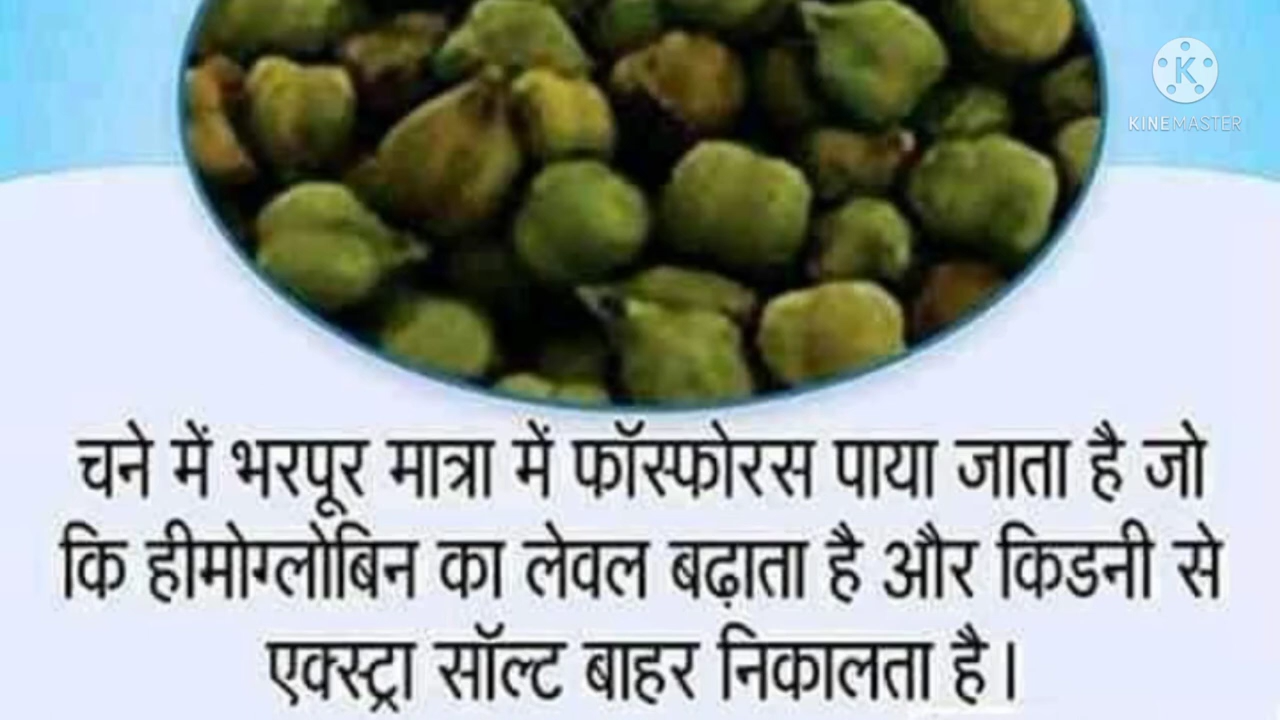 KINEMASTER
चने में भरपूर मात्रा में फॉस्फोरस पाया जाता है जो
कि हीमोग्लोबिन का लेवल बढ़ाता है और किडनी से
एक्स्ट्रा सॉल्ट बाहर निकालता है।